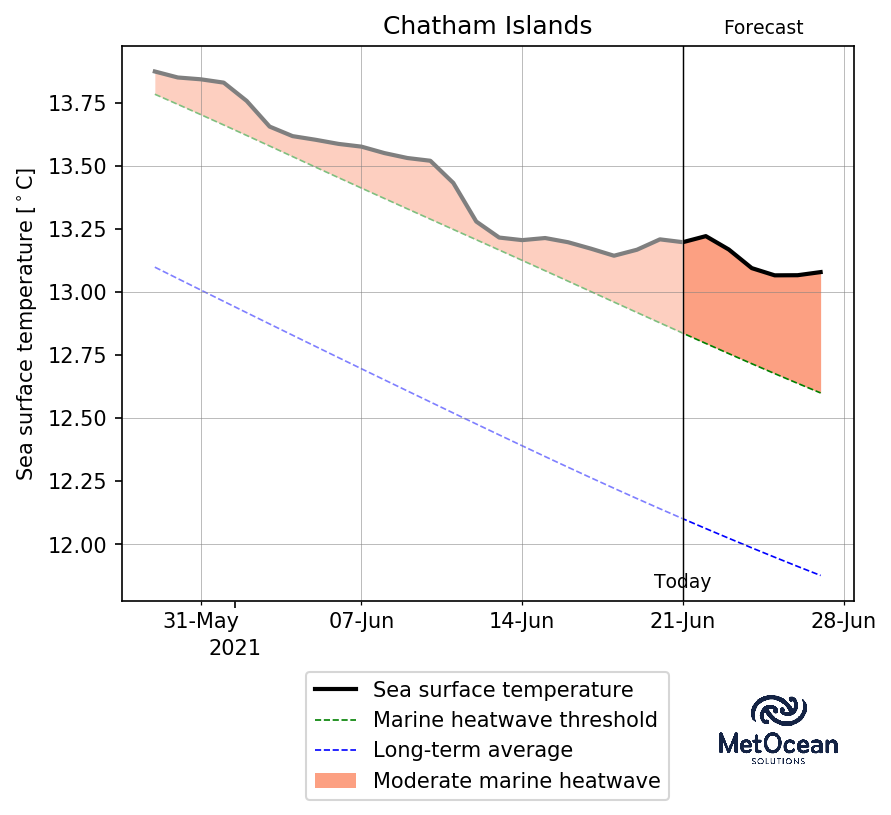 Chatham Islands
Forecast
Sea surface temperature [°C]
13.75
13.50
13.25
13.00
12.75
12.50
12.25
12.00
Today
31-May
07-Jun
14-Jun
21-Jun
28-Jun
2021
Sea surface temperature
Marine heatwave threshold
Long-term average
Moderate marine heatwave
MetOcean
SOLUTIONS